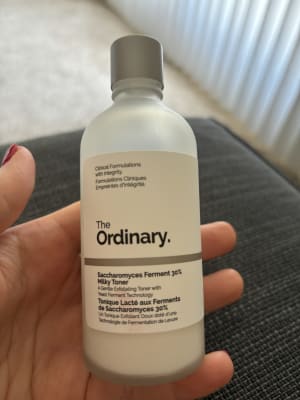 Clinical Formulations
with Integrity.
Formulations Cliniques
Empreintes d'Intégrité.
The
Ordinary.
Saccharomyces Ferment 30%
Milky Toner
A Gentle Exfoliating Toner with
Yeast Ferment Technology
Tonique Lacté aux Ferments
de Saccharomyces 30%
Un Tonique Exfoliant Doux doté d'une
Technologie de Fermentation de Levure